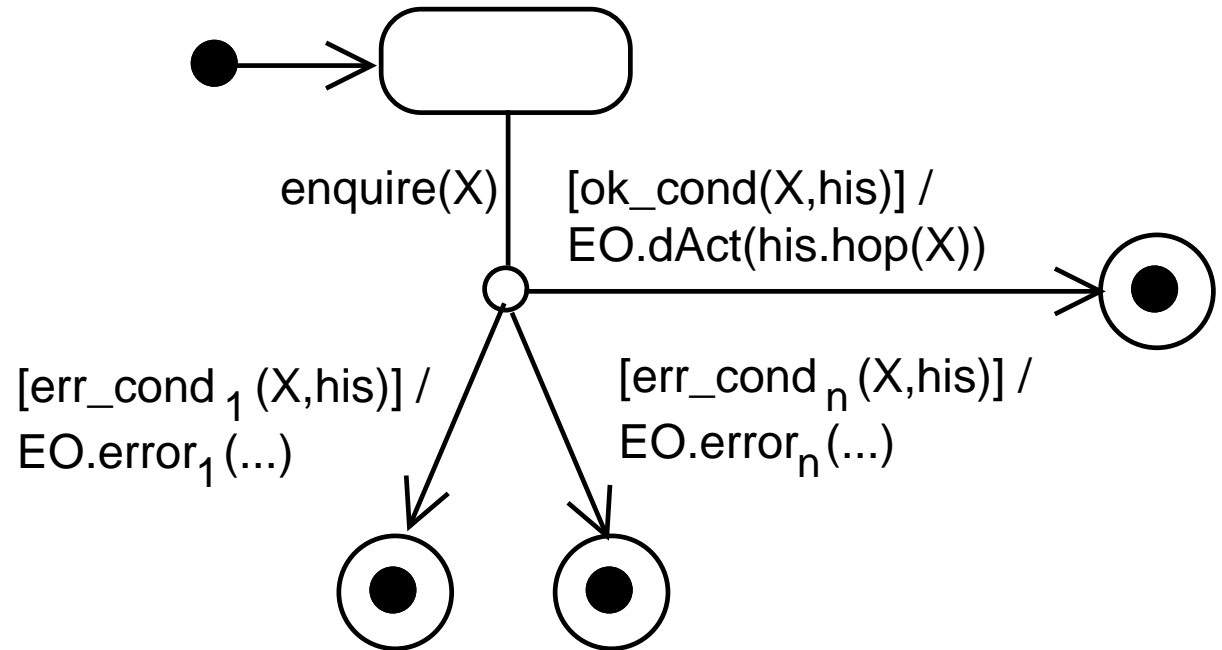 enquire(X)
[ok_cond(X,his)] /
EO.dAct(his.hop(X))
[err_cond 1 (X,his)] /
EO.error1(...)
[err_cond n (X,his)] /
EO.errorn(...)